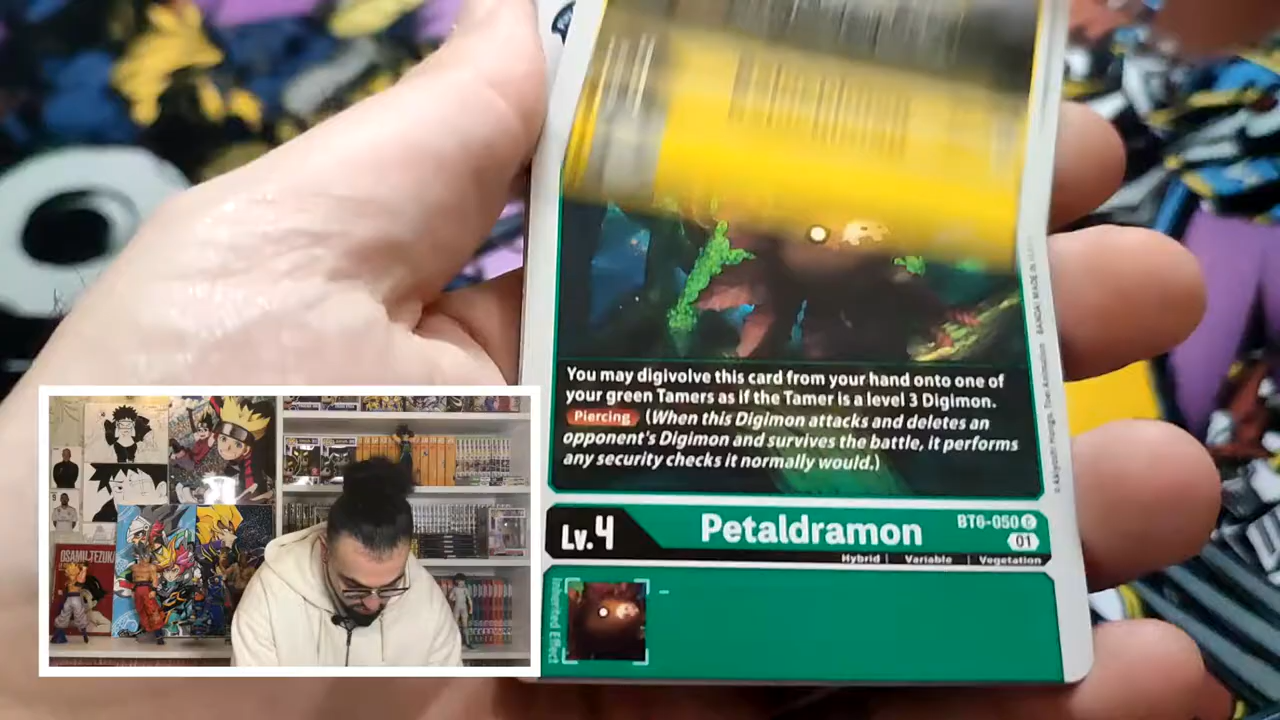 You may digivolve this card from your hand onto one of
your green Tamers as if the Tamer is a level 3 Digimon.
Piercing (When this Digimon attacks and deletes an
opponent's Digimon and survives the battle, it performs
any security checks it normally would.)
Lv.4 Petaldramon BT6-050 C
01
Hybrid | Variable | Vegetation
Inherited Effect
-
OSAMU TEZUKA